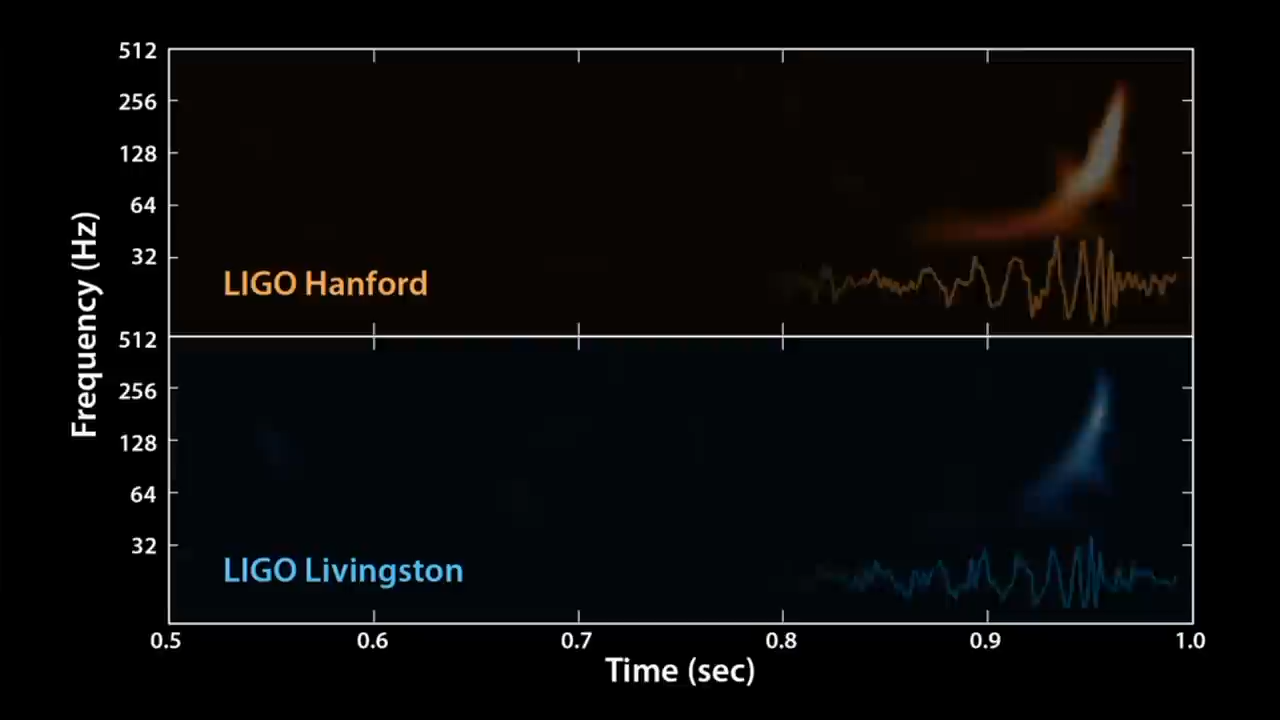 512
256
128
64
32
LIGO Hanford
512
256
128
64
32
LIGO Livingston
Frequency (Hz)
0.5 0.6 0.7 0.8 0.9 1.0
Time (sec)